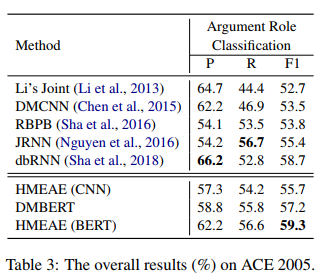 Argument Role
Method Classification
P R F1
Li's Joint (Li et al., 2013) 64.7 44.4 52.7
DMCNN (Chen et al., 2015) 62.2 46.9 53.5
RBPB (Sha et al., 2016) 54.1 53.5 53.8
JRNN (Nguyen et al., 2016) 54.2 56.7 55.4
dbRNN (Sha et al., 2018) 66.2 52.8 58.7
HMEAE (CNN) 57.3 54.2 55.7
DMBERT 58.8 55.8 57.2
HMEAE (BERT) 62.2 56.6 59.3
Table 3: The overall results (%) on ACE 2005.